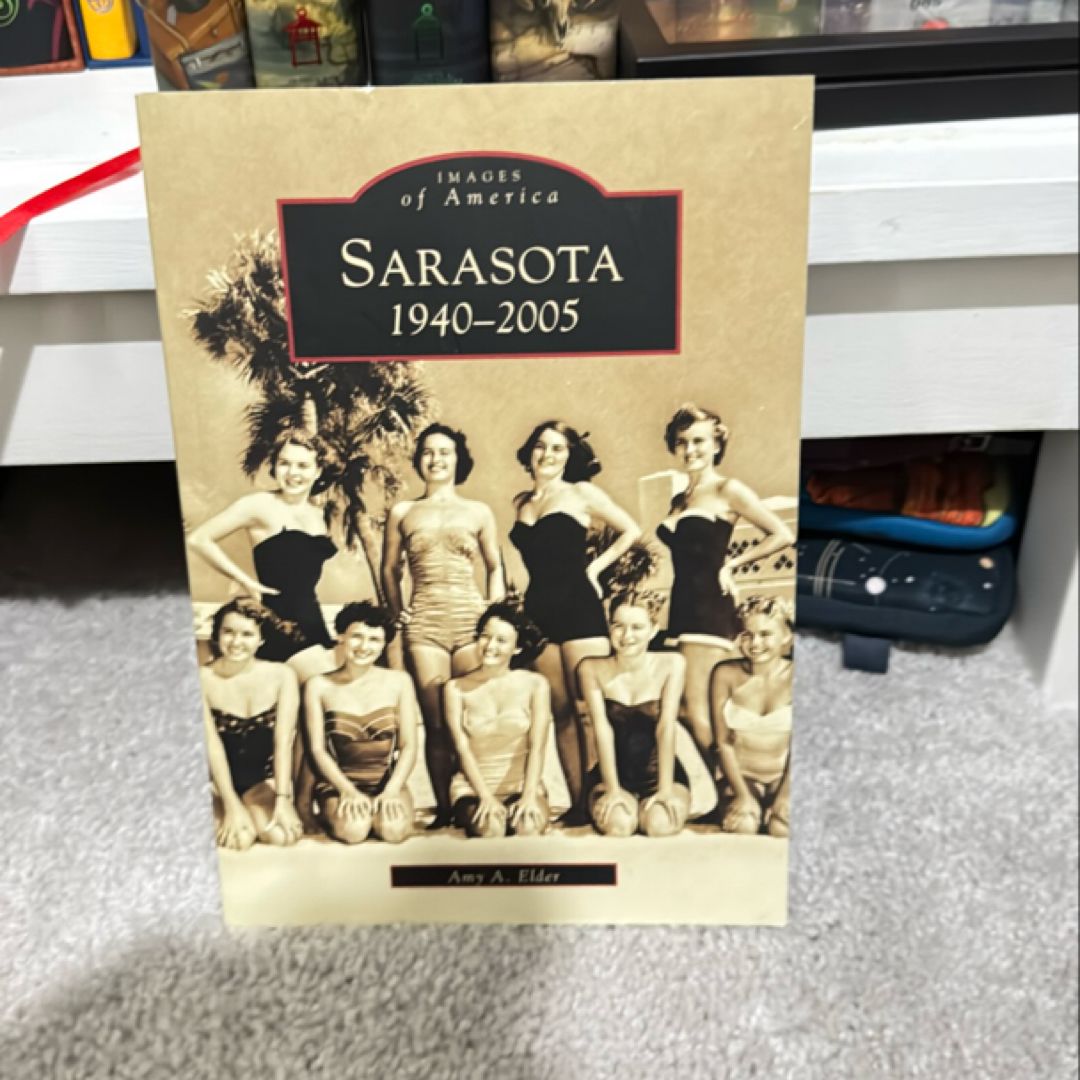 IMAGES
of America
SARASOTA
1940–2005
Amy A. Elder